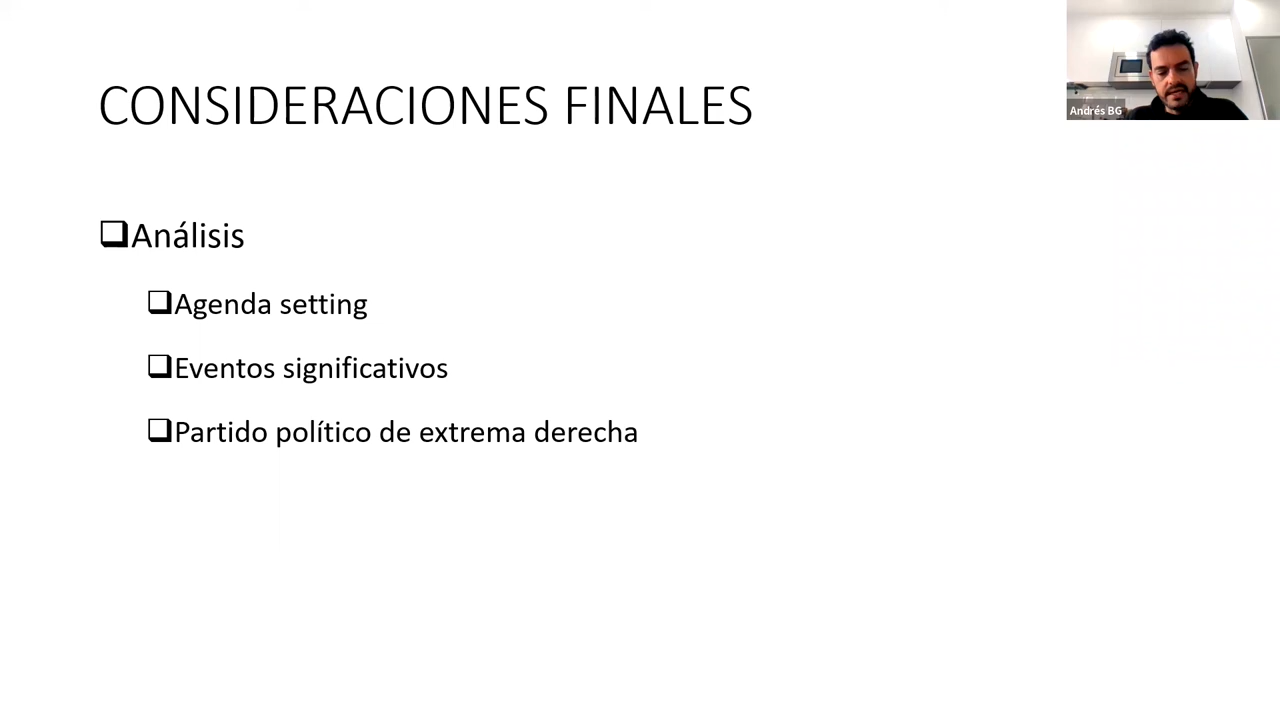 CONSIDERACIONES FINALES
Andrés BG
Análisis
Agenda setting
Eventos significativos
Partido político de extrema derecha